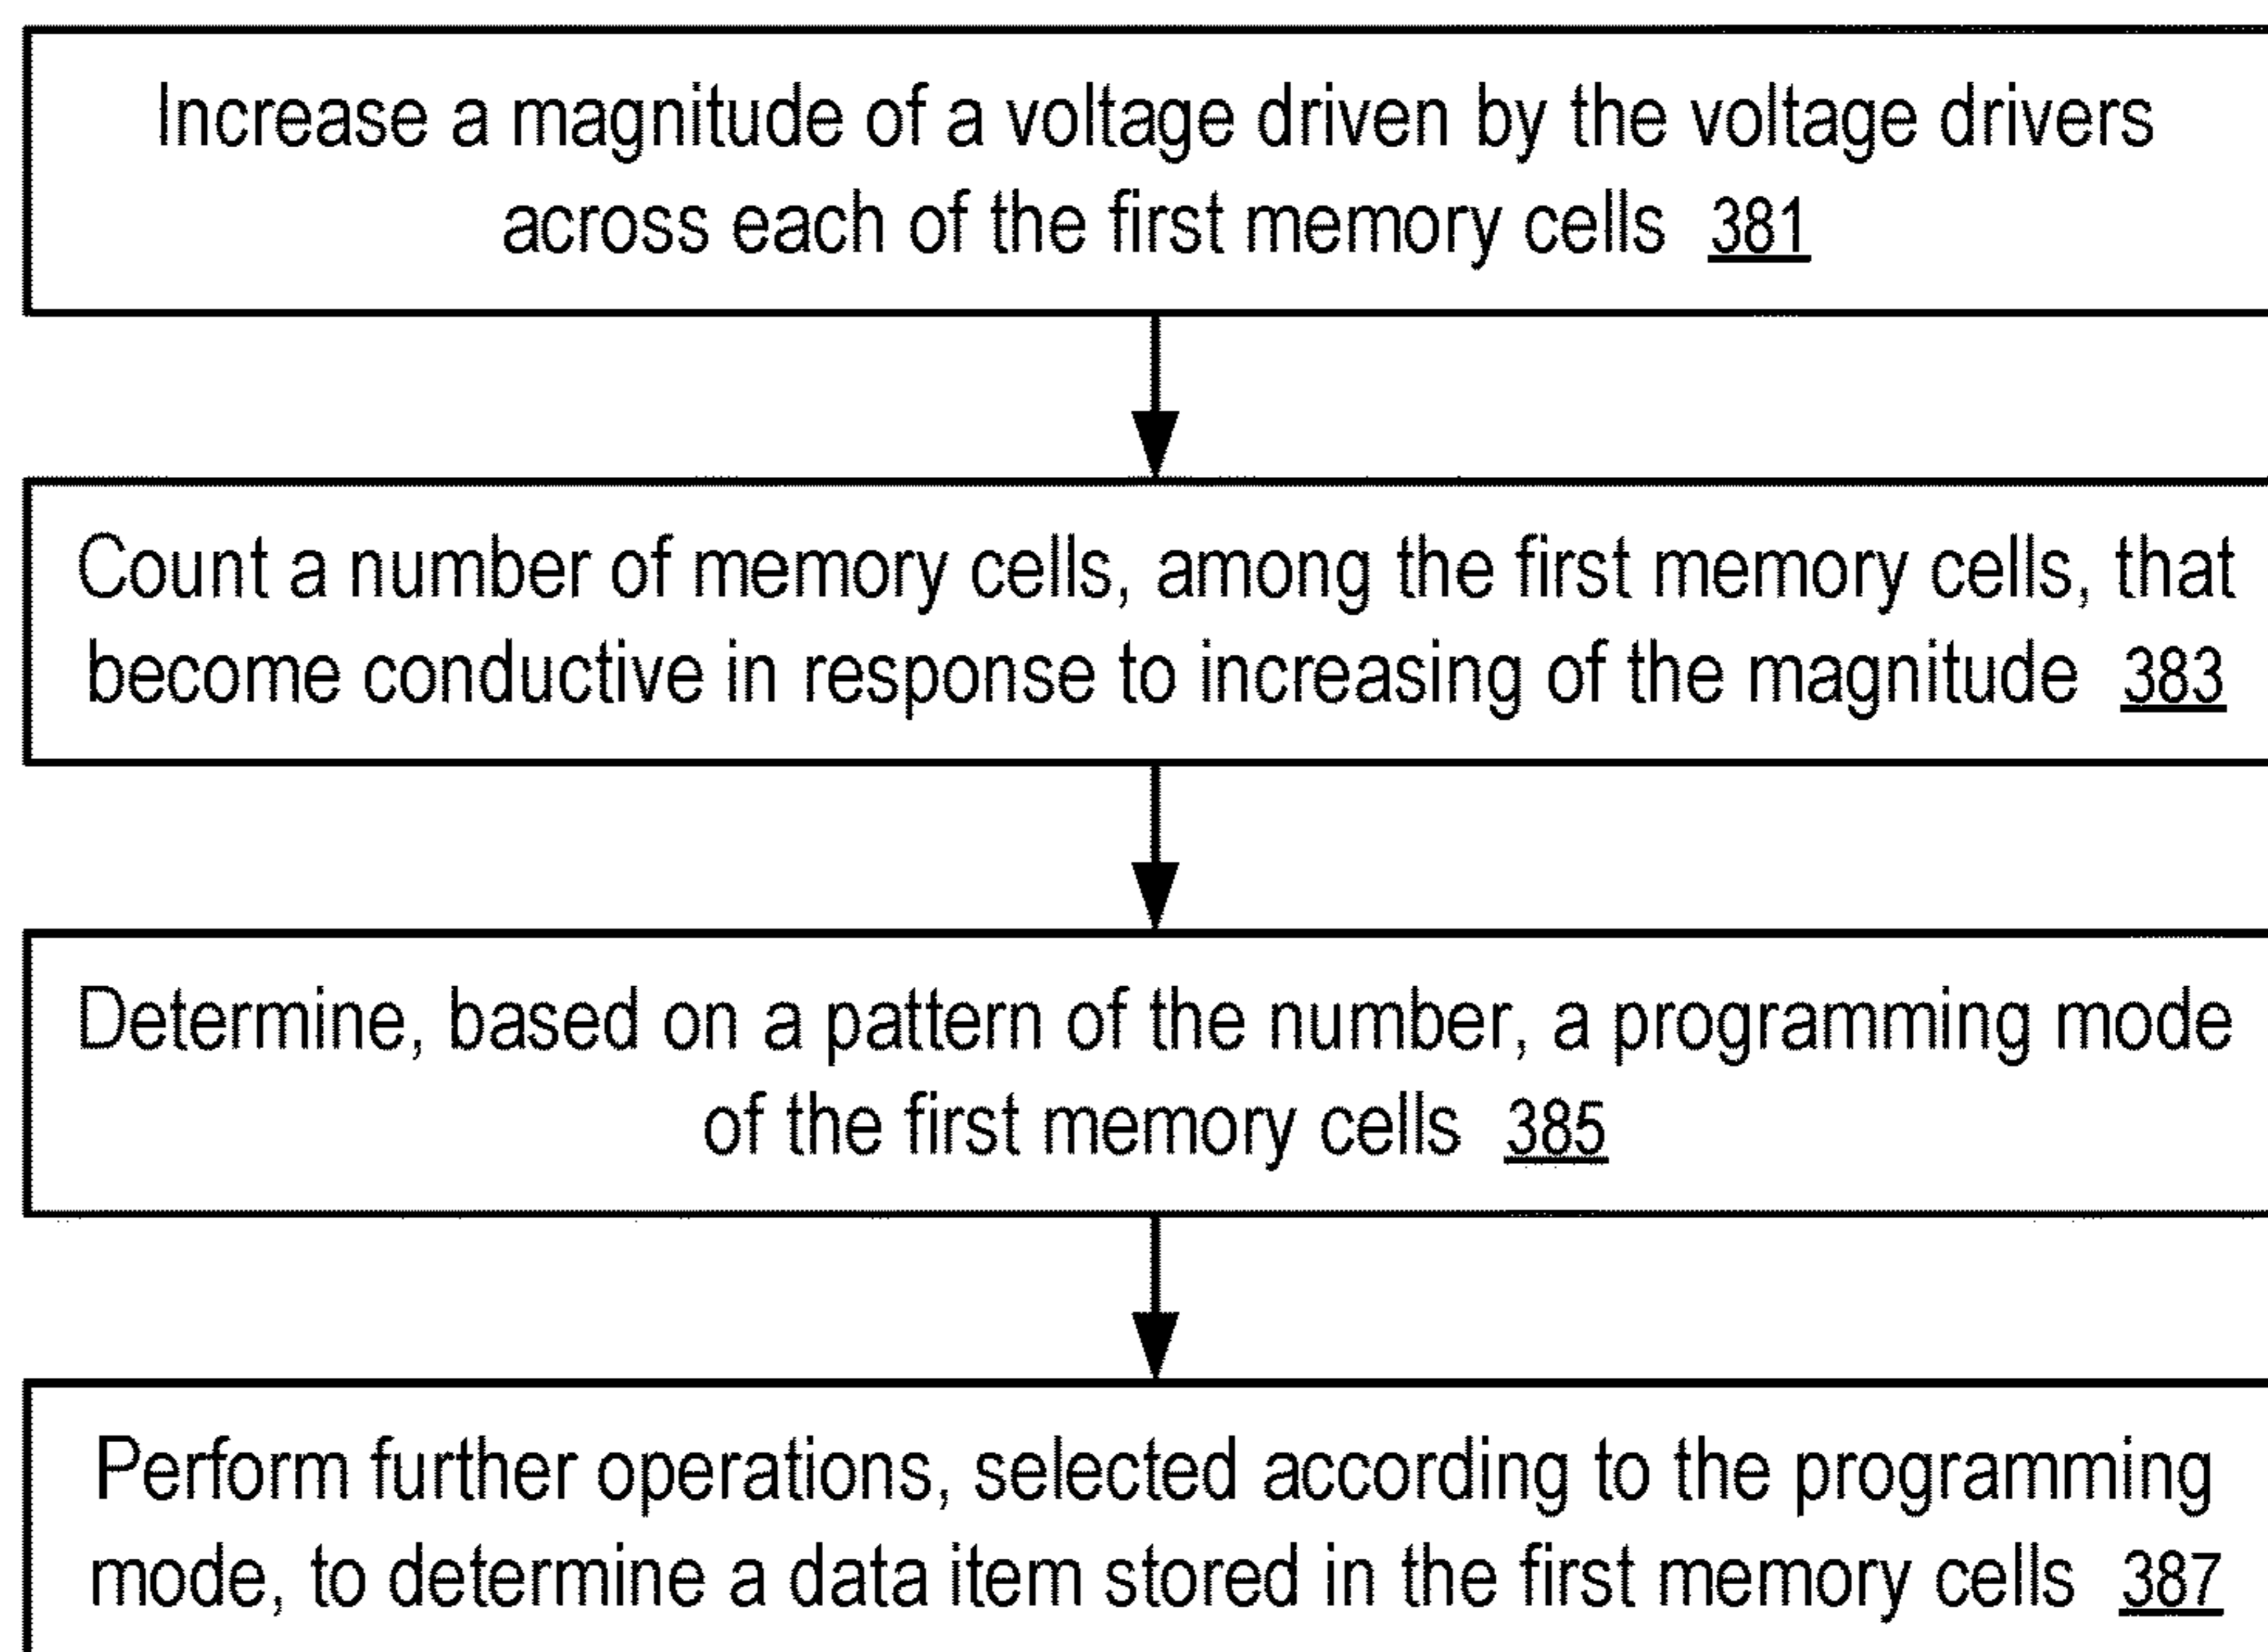 Increase a magnitude of a voltage driven by the voltage drivers
across each of the first memory cells 381
Count a number of memory cells, among the first memory cells, that
become conductive in response to increasing of the magnitude 383
Determine, based on a pattern of the number, a programming mode
of the first memory cells 385
Perform further operations, selected according to the programming
mode, to determine a data item stored in the first memory cells 387